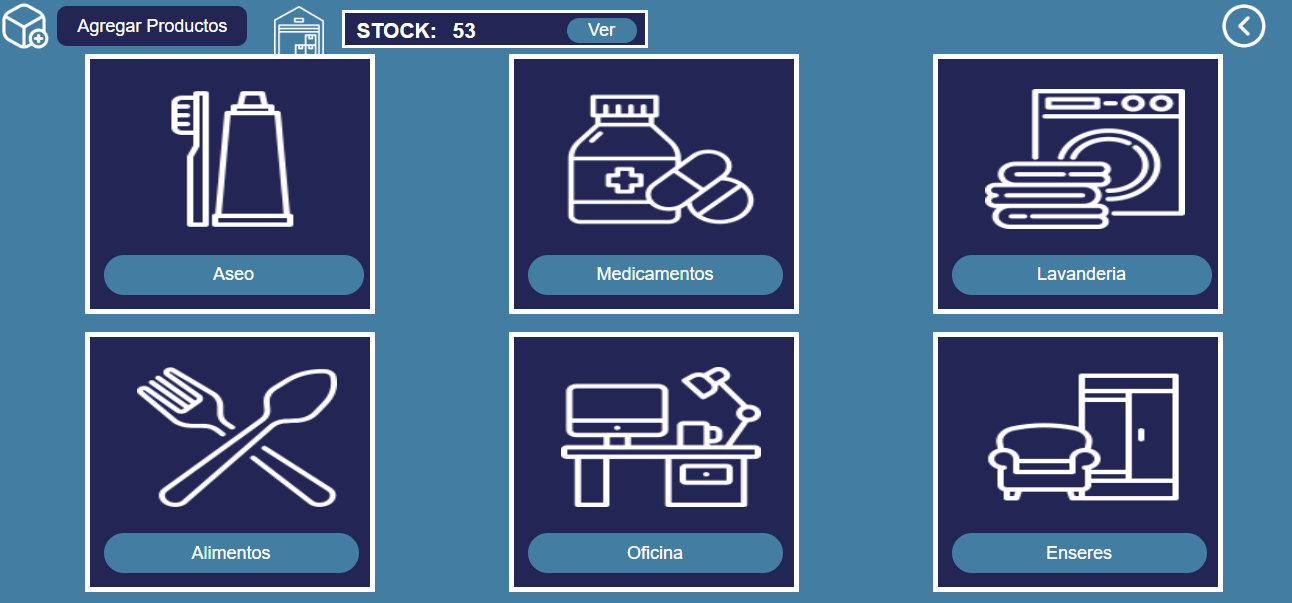 Agregar Productos
STOCK: 53
Ver
Aseo
Medicamentos
Lavanderia
Alimentos
Oficina
Enseres